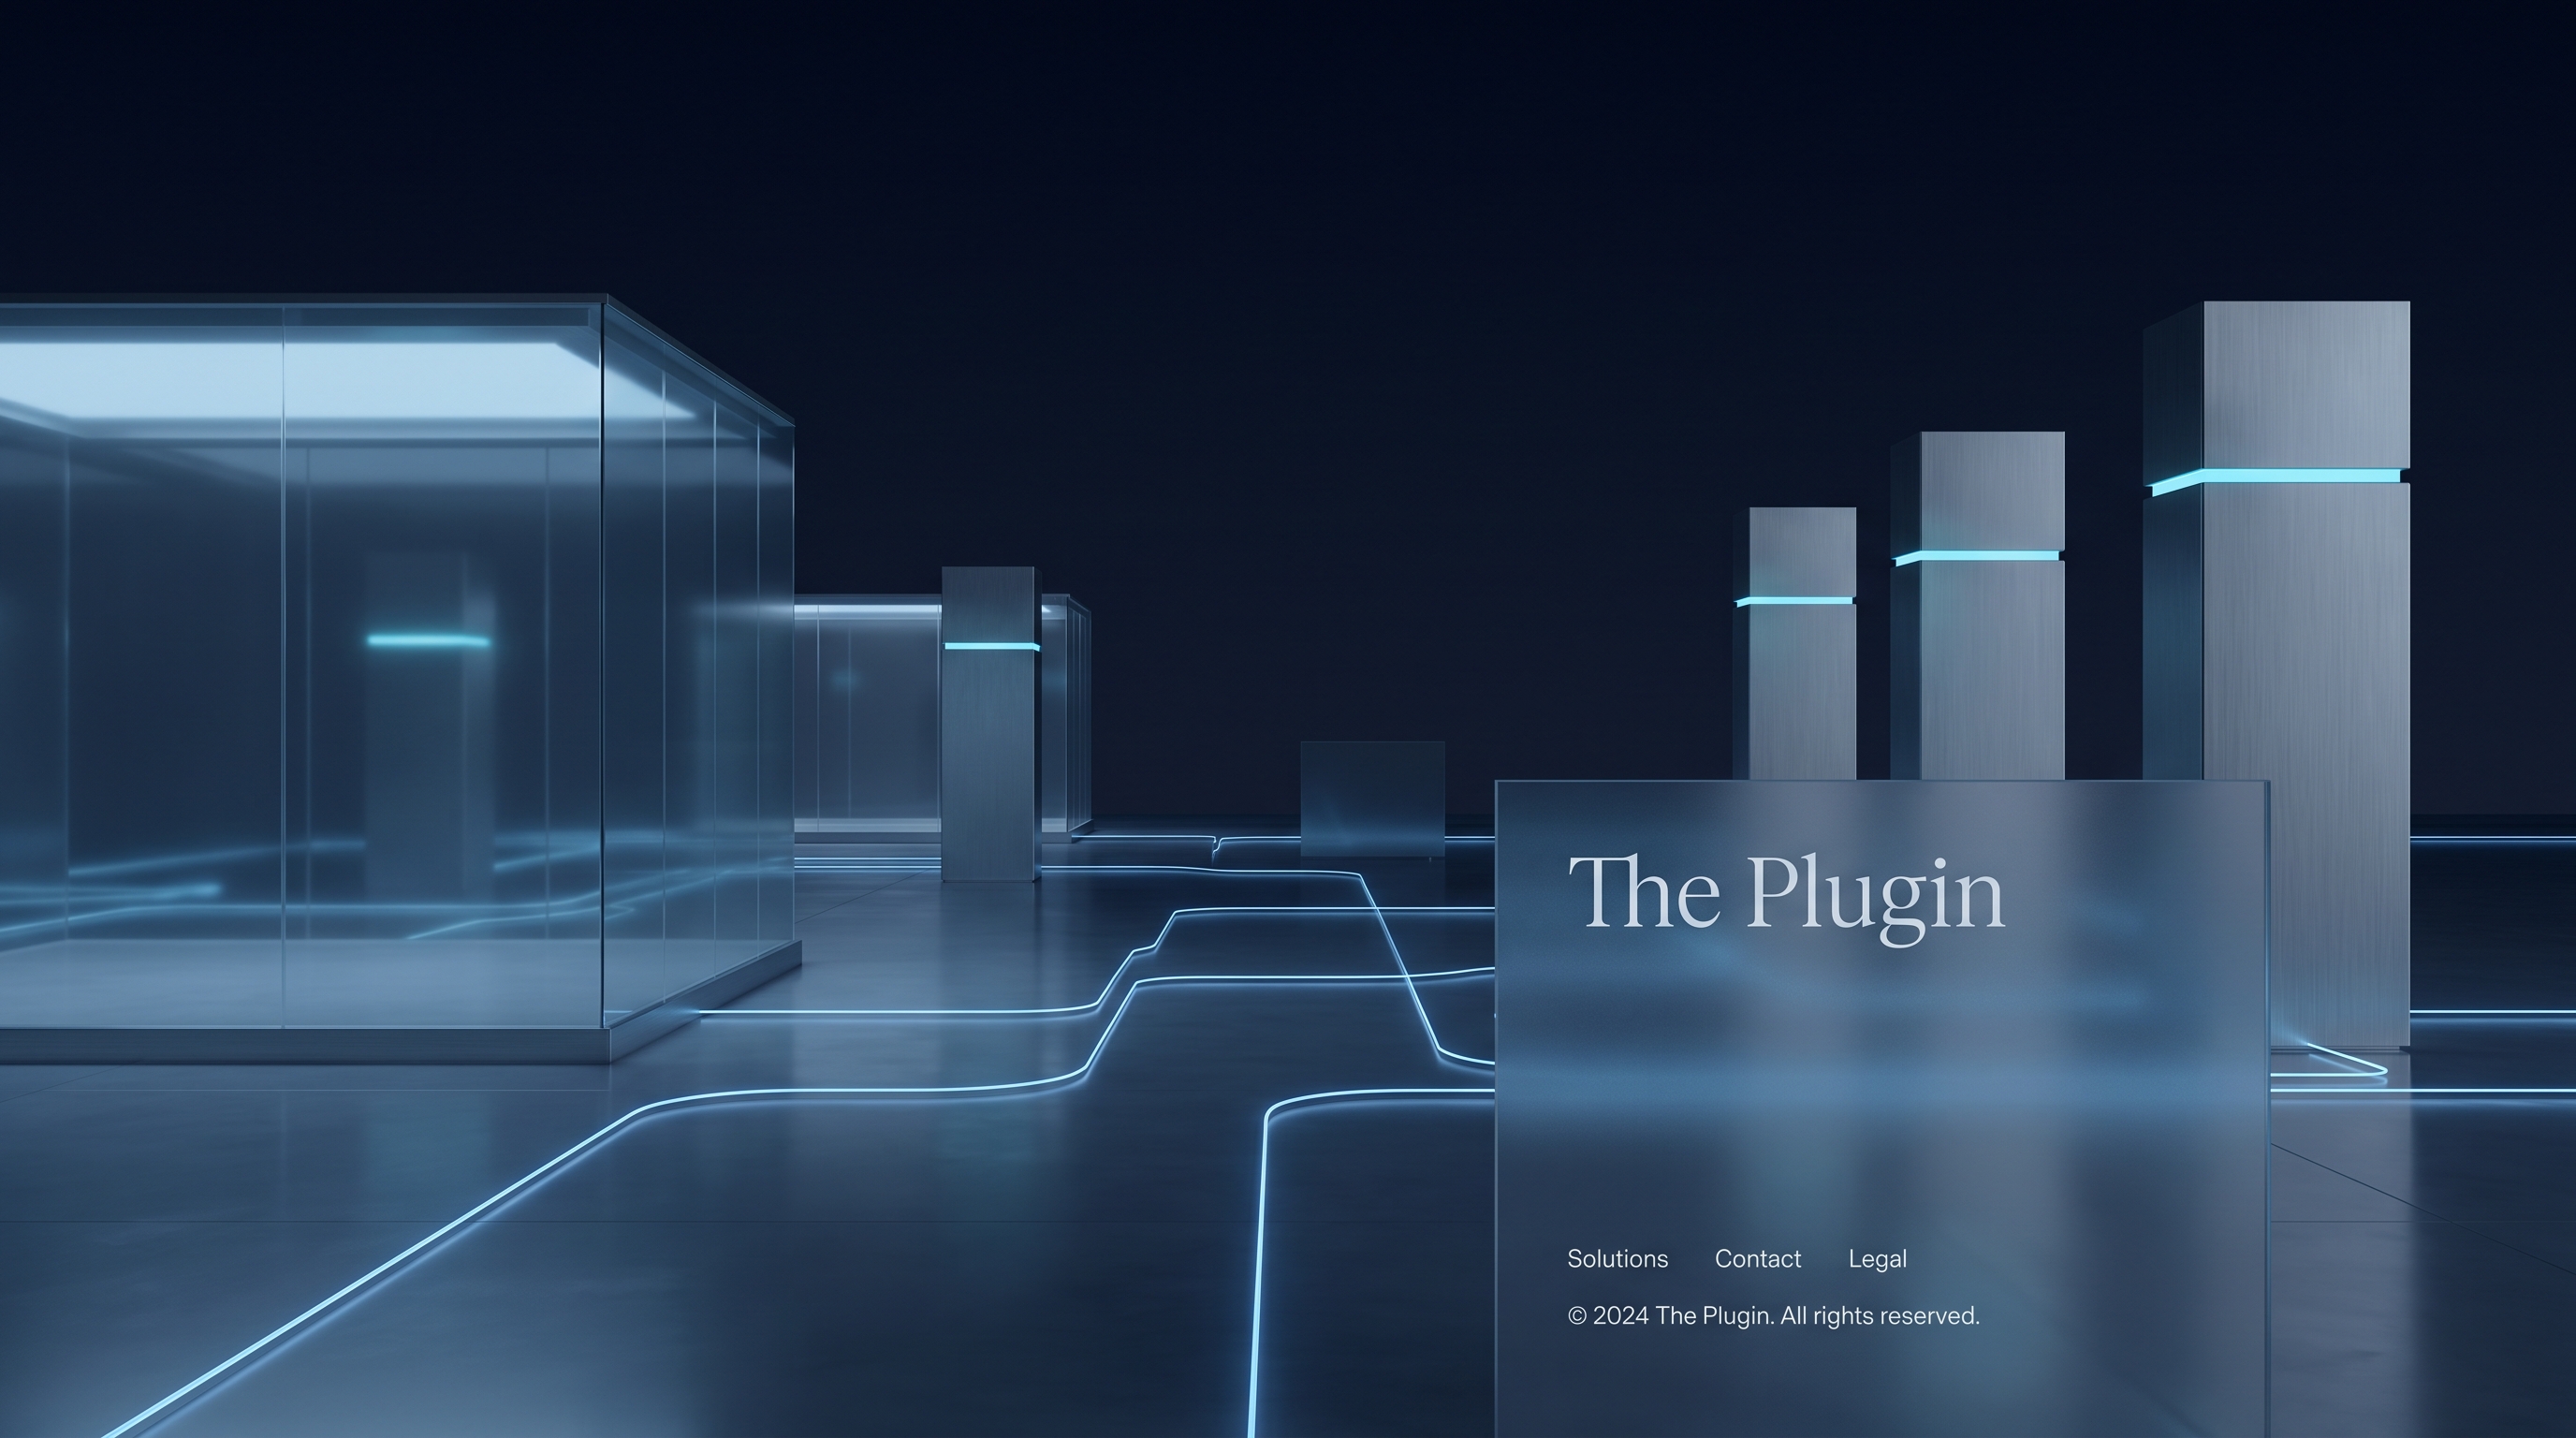 The Plugin
Solutions Contact Legal
© 2024 The Plugin. All rights reserved.